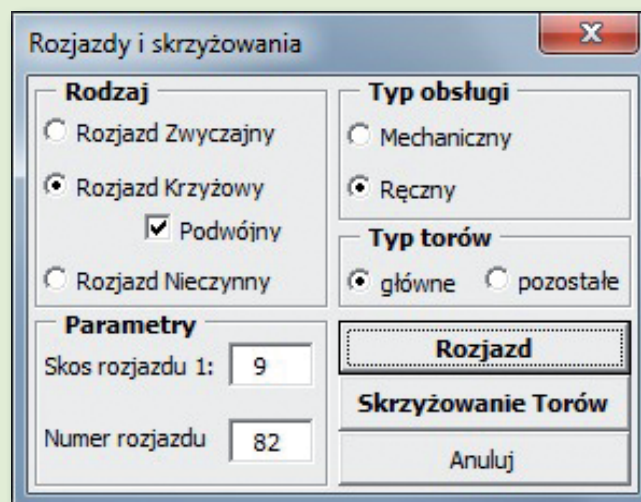 Rozjazdy i skrzyżowania
Rodzaj
Rozjazd Zwyczajny
Rozjazd Krzyżowy
Podwójny
Rozjazd Nieczynny
Typ obsługi
Mechaniczny
Ręczny
Typ torów
główne pozostałe
Parametry
Skos rozjazdu 1: 9
Numer rozjazdu 82
Rozjazd
Skrzyżowanie Torów
Anuluj